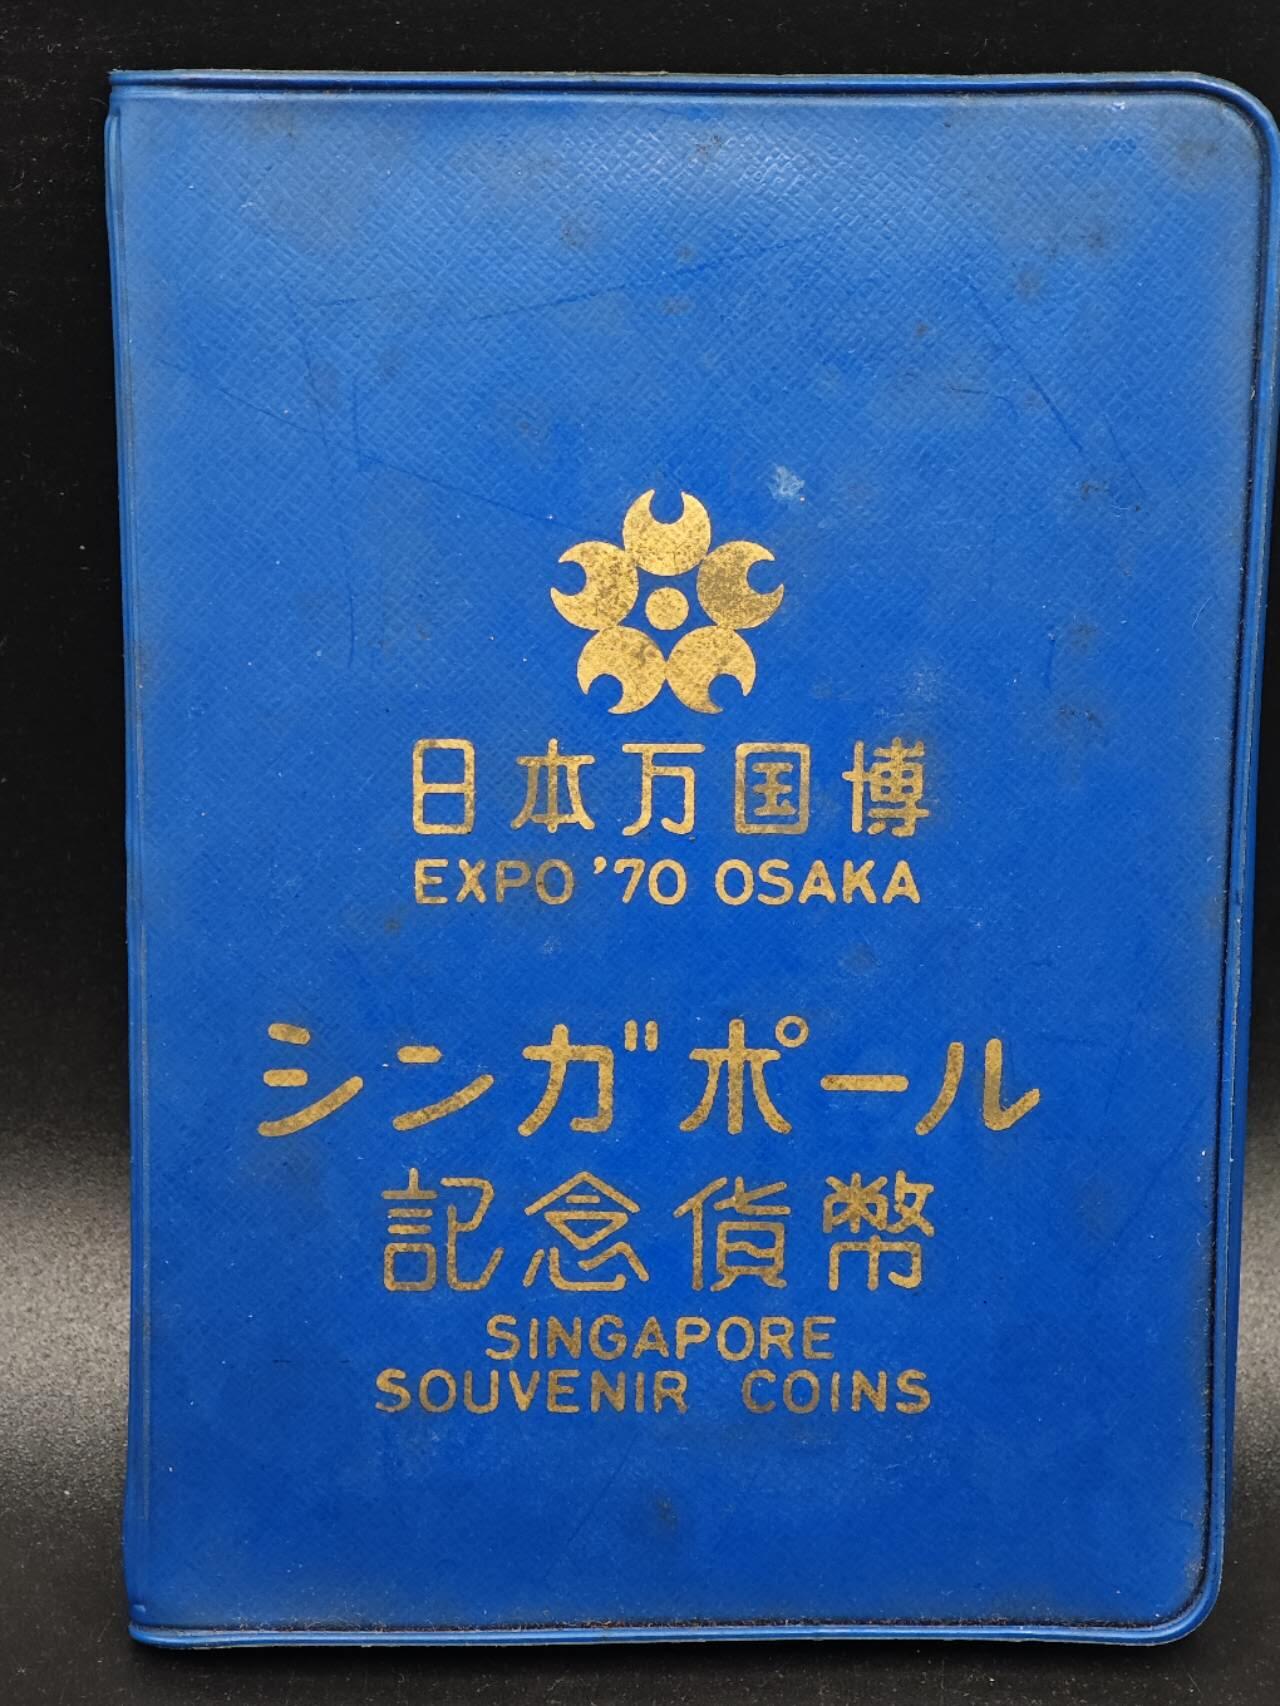 日本万国博
EXPO '70 OSAKA
シンガポール
記念貨幣
SINGAPORE
SOUVENIR COINS